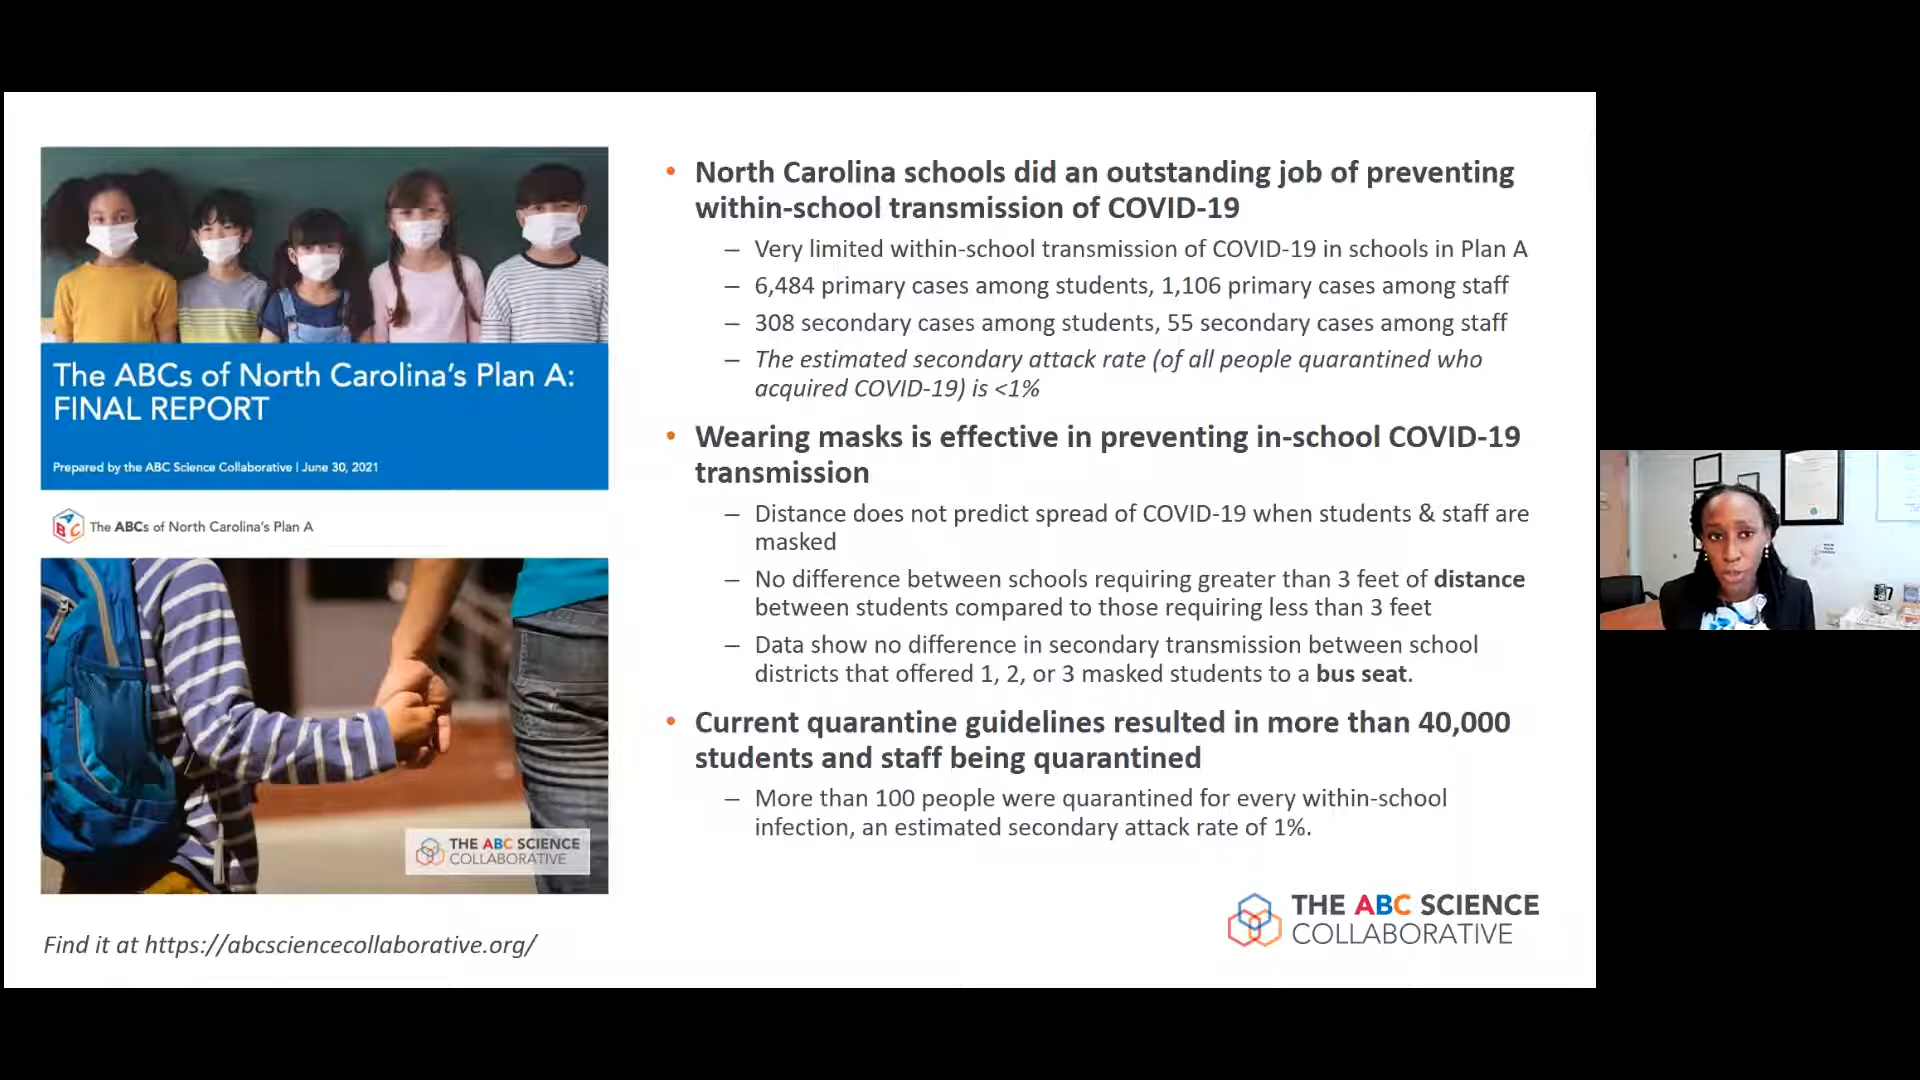 The ABCs of North Carolina's Plan A:
FINAL REPORT
Prepared by the ABC Science Collaborative | June 30, 2021
A B C The ABCs of North Carolina's Plan A
THE ABC SCIENCE
COLLABORATIVE
Find it at https://abcsciencecollaborative.org/
• North Carolina schools did an outstanding job of preventing
within-school transmission of COVID-19
– Very limited within-school transmission of COVID-19 in schools in Plan A
– 6,484 primary cases among students, 1,106 primary cases among staff
– 308 secondary cases among students, 55 secondary cases among staff
– The estimated secondary attack rate (of all people quarantined who
acquired COVID-19) is <1%
• Wearing masks is effective in preventing in-school COVID-19
transmission
– Distance does not predict spread of COVID-19 when students & staff are
masked
– No difference between schools requiring greater than 3 feet of distance
between students compared to those requiring less than 3 feet
– Data show no difference in secondary transmission between school
districts that offered 1, 2, or 3 masked students to a bus seat.
• Current quarantine guidelines resulted in more than 40,000
students and staff being quarantined
– More than 100 people were quarantined for every within-school
infection, an estimated secondary attack rate of 1%.
THE ABC SCIENCE
COLLABORATIVE